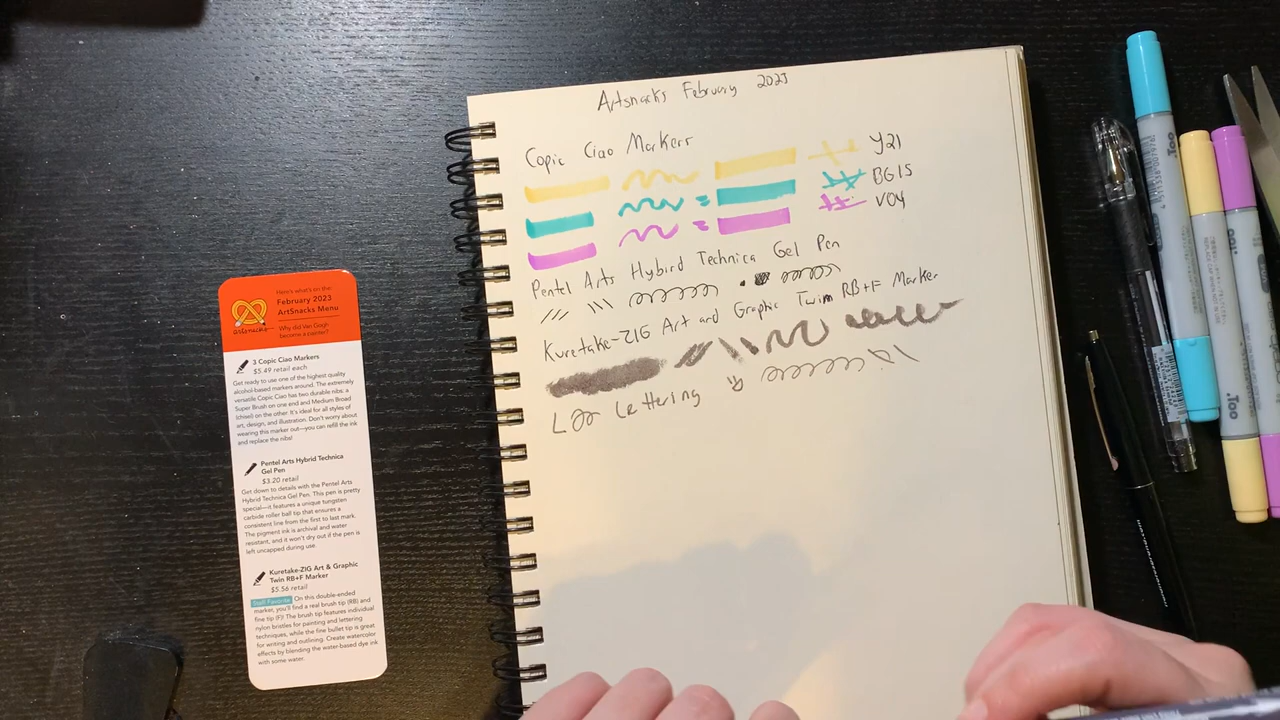 Here's what's on the
February 2023
ArtSnacks Menu
Why did Van Gogh
become a painter?
artsnacks
3 Copic Ciao Markers
$5.49 retail each
Get ready to use one of the highest quality
alcohol-based markers around. The extremely
versatile Copic Ciao has two durable nibs: a
Super Brush on one end and Medium Broad
(chisel) on the other. It's ideal for all styles of
art, design, and illustration. Don't worry about
wearing this marker out—you can refill the ink
and replace the nibs!
Pentel Arts Hybrid Technica
Gel Pen
$3.20 retail
Get down to details with the Pentel Arts
Hybrid Technica Gel Pen. This pen is pretty
special—it features a unique tungsten
carbide roller ball tip that ensures a
consistent line from the first to last mark.
The pigment ink is archival and water
resistant, and it won't dry out if the pen is
left uncapped during use.
Kuretake-ZIG Art & Graphic
Twin RB+F Marker
$5.56 retail
Staff Favorite On this double-ended
marker, you'll find a real brush tip (RB) and
fine tip (F)! The brush tip features individual
nylon bristles for painting and lettering
techniques, while the fine bullet tip is great
for writing and outlining. Create watercolor
effects by blending the water-based dye ink
with some water.
Artsnacks February 2023
Copic Ciao Markers
Y21
BG15
V04
Pentel Arts Hybird Technica Gel Pen
Kuretake-ZIG Art and Graphic Twin RB+F Marker
Lettering
.Too